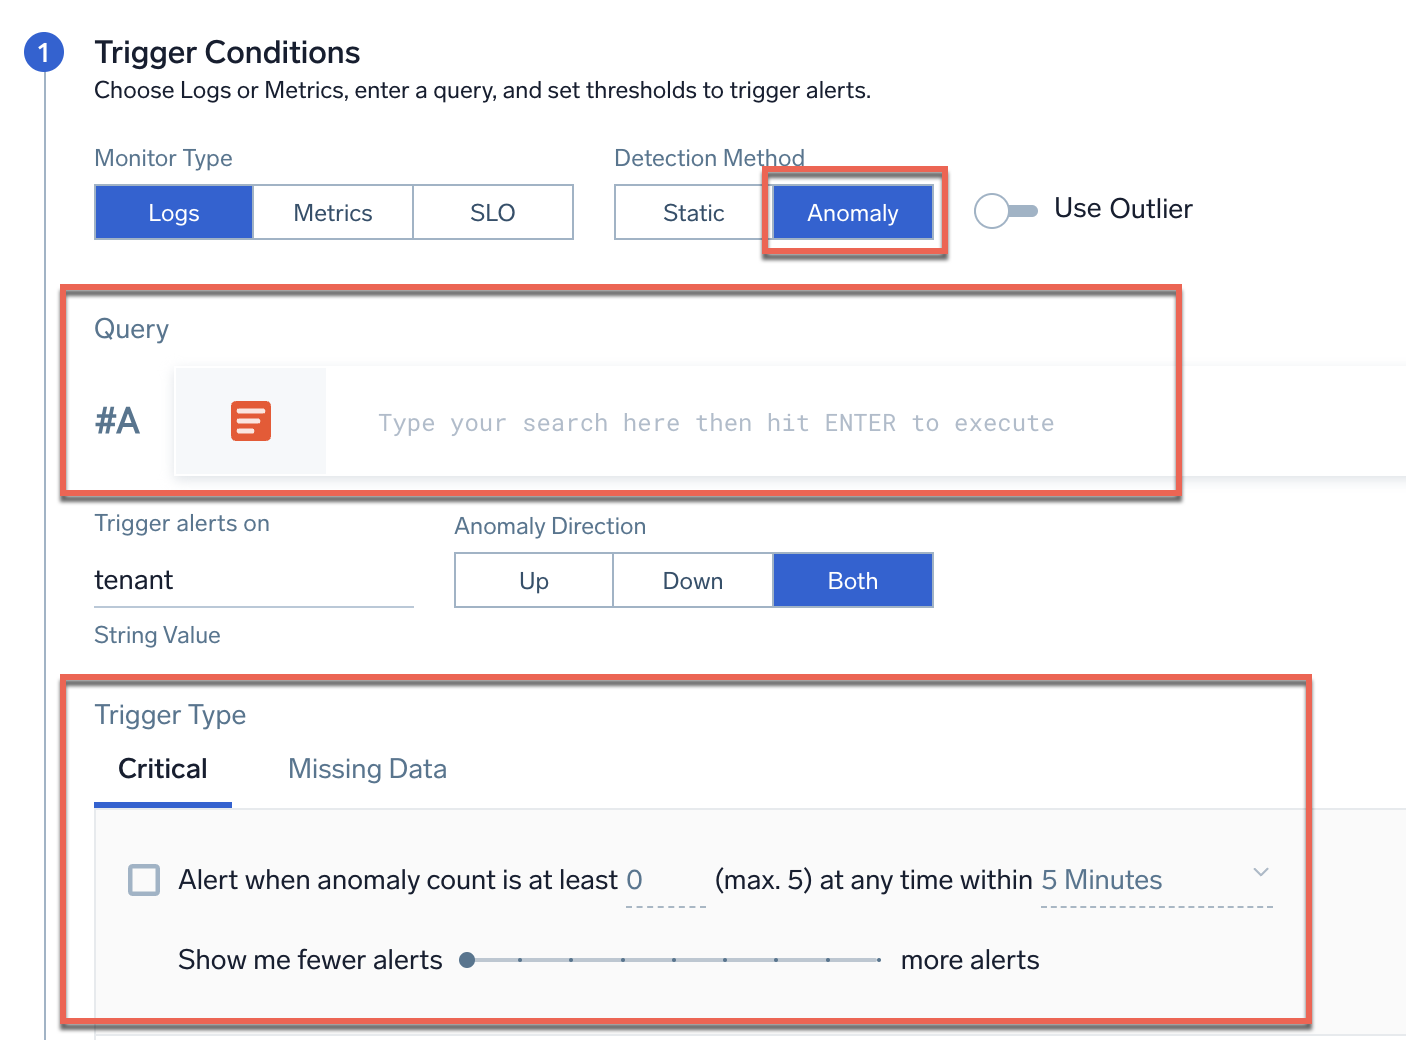 1
Trigger Conditions
Choose Logs or Metrics, enter a query, and set thresholds to trigger alerts.
Monitor Type
Detection Method
Logs Metrics SLO
Static Anomaly
Use Outlier
Query
#A
Type your search here then hit ENTER to execute
Trigger alerts on
Anomaly Direction
tenant
Up Down Both
String Value
Trigger Type
Critical Missing Data
Alert when anomaly count is at least 0 (max. 5) at any time within 5 Minutes
Show me fewer alerts more alerts